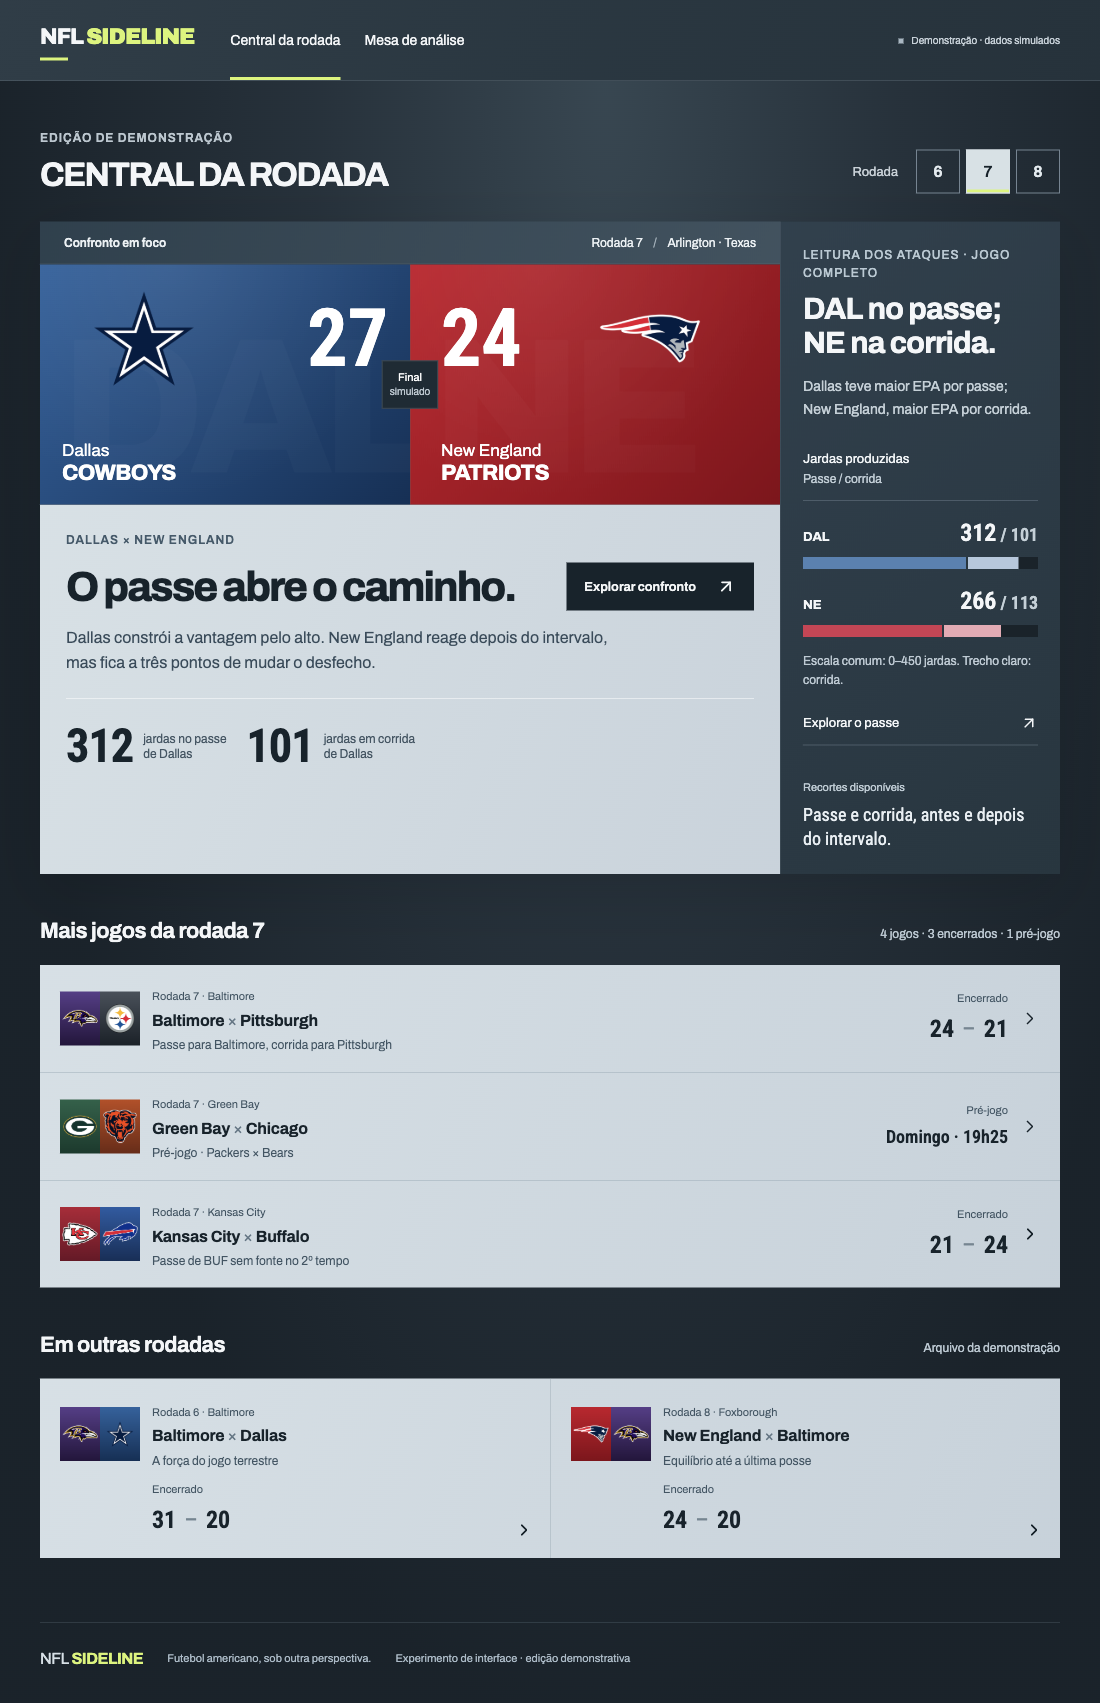 NFL SIDELINE
Central da rodada
Mesa de análise
Demonstração · dados simulados
EDIÇÃO DE DEMONSTRAÇÃO
CENTRAL DA RODADA
Rodada
6
7
8
Confronto em foco
Rodada 7 / Arlington · Texas
DAL
NE
27
24
Final
simulado
Dallas
COWBOYS
New England
PATRIOTS
DALLAS × NEW ENGLAND
O passe abre o caminho.
Explorar confronto
Dallas constrói a vantagem pelo alto. New England reage depois do intervalo,
mas fica a três pontos de mudar o desfecho.
312
jardas no passe
de Dallas
101
jardas em corrida
de Dallas
LEITURA DOS ATAQUES · JOGO
COMPLETO
DAL no passe;
NE na corrida.
Dallas teve maior EPA por passe;
New England, maior EPA por corrida.
Jardas produzidas
Passe / corrida
DAL
312 / 101
NE
266 / 113
Escala comum: 0–450 jardas. Trecho claro:
corrida.
Explorar o passe
Recortes disponíveis
Passe e corrida, antes e depois
do intervalo.
Mais jogos da rodada 7
4 jogos · 3 encerrados · 1 pré-jogo
Rodada 7 · Baltimore
Baltimore × Pittsburgh
Passe para Baltimore, corrida para Pittsburgh
Encerrado
24 – 21
Rodada 7 · Green Bay
Green Bay × Chicago
Pré-jogo · Packers × Bears
Pré-jogo
Domingo · 19h25
Rodada 7 · Kansas City
Kansas City × Buffalo
Passe de BUF sem fonte no 2º tempo
Encerrado
21 – 24
Em outras rodadas
Arquivo da demonstração
Rodada 6 · Baltimore
Baltimore × Dallas
A força do jogo terrestre
Encerrado
31 – 20
Rodada 8 · Foxborough
New England × Baltimore
Equilíbrio até a última posse
Encerrado
24 – 20
NFL SIDELINE
Futebol americano, sob outra perspectiva.
Experimento de interface · edição demonstrativa